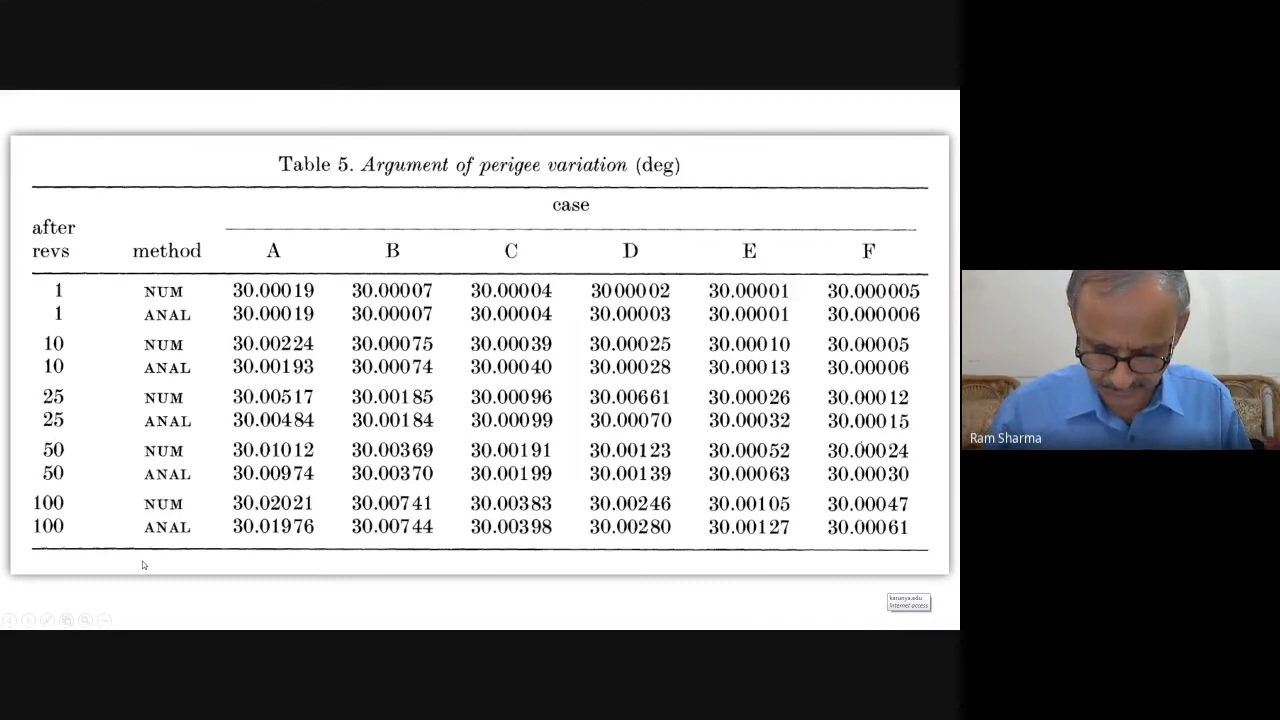 Table 5. Argument of perigee variation (deg)
case
after
revs method A B C D E F
1 NUM 30.00019 30.00007 30.00004 3000002 30.00001 30.000005
1 ANAL 30.00019 30.00007 30.00004 30.00003 30.00001 30.000006
10 NUM 30.00224 30.00075 30.00039 30.00025 30.00010 30.00005
10 ANAL 30.00193 30.00074 30.00040 30.00028 30.00013 30.00006
25 NUM 30.00517 30.00185 30.00096 30.00661 30.00026 30.00012
25 ANAL 30.00484 30.00184 30.00099 30.00070 30.00032 30.00015
50 NUM 30.01012 30.00369 30.00191 30.00123 30.00052 30.00024
50 ANAL 30.00974 30.00370 30.00199 30.00139 30.00063 30.00030
100 NUM 30.02021 30.00741 30.00383 30.00246 30.00105 30.00047
100 ANAL 30.01976 30.00744 30.00398 30.00280 30.00127 30.00061
karunya.edu
Internet access
Ram Sharma